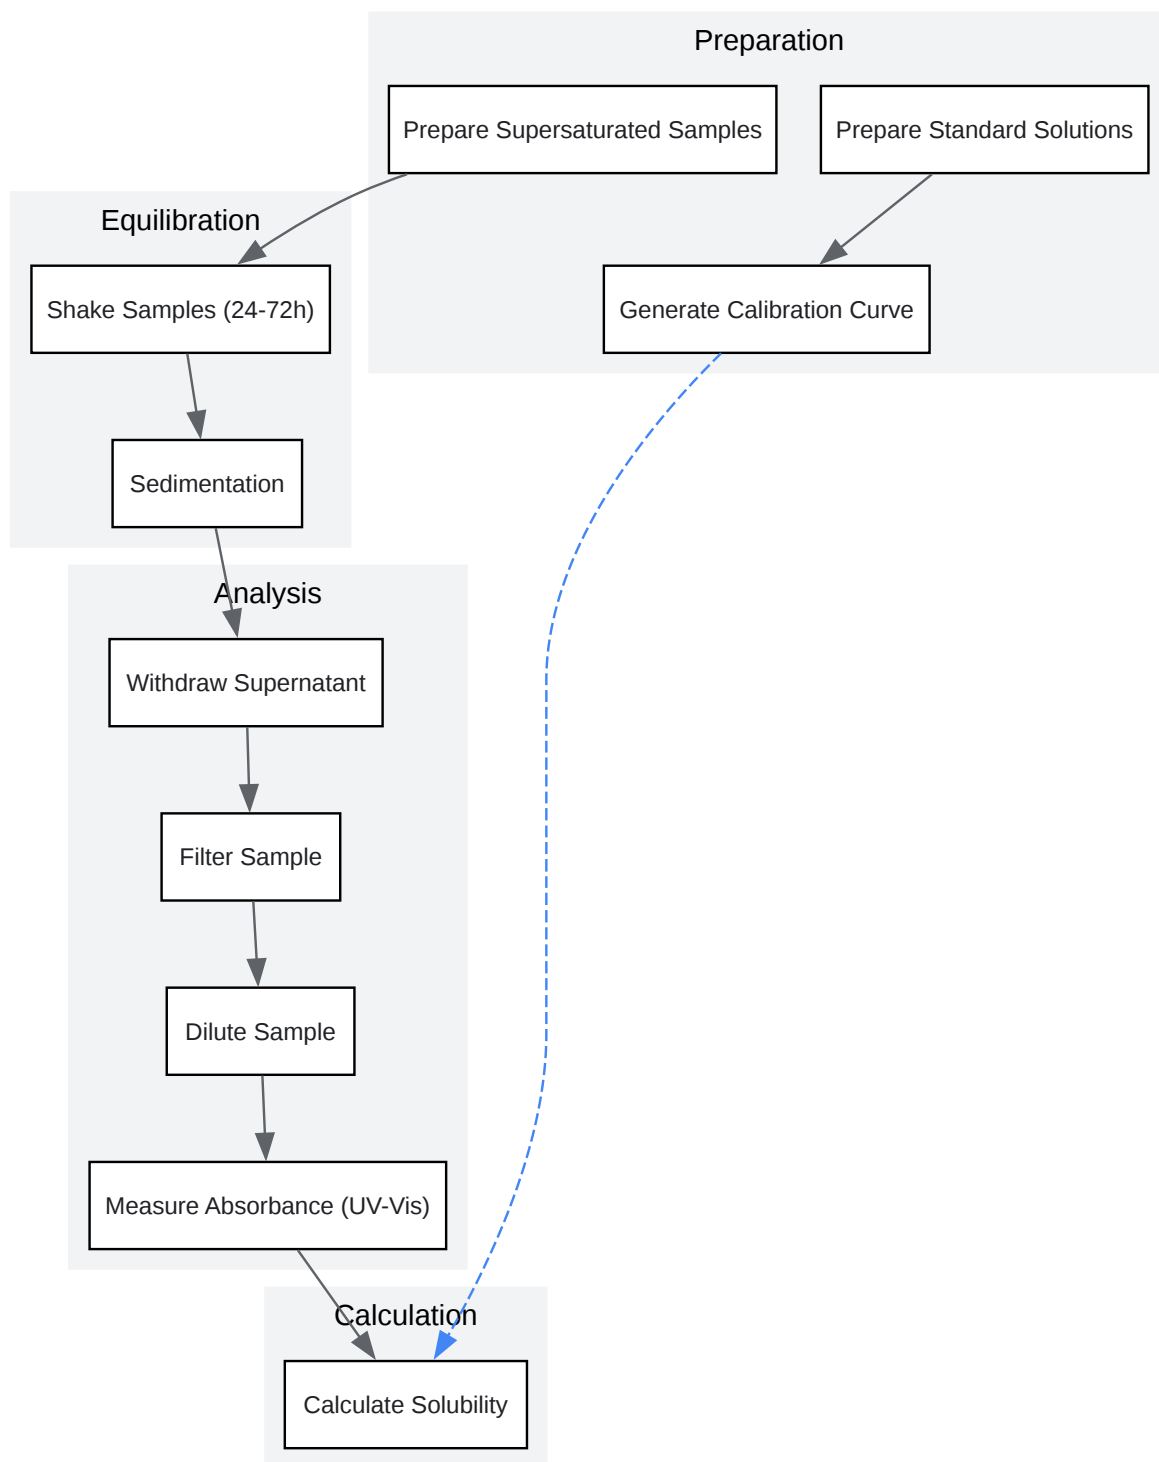 Preparation
Prepare Supersaturated Samples
Prepare Standard Solutions
Equilibration
Shake Samples (24-72h)
Generate Calibration Curve
Sedimentation
Analysis
Withdraw Supernatant
Filter Sample
Dilute Sample
Measure Absorbance (UV-Vis)
Calculation
Calculate Solubility